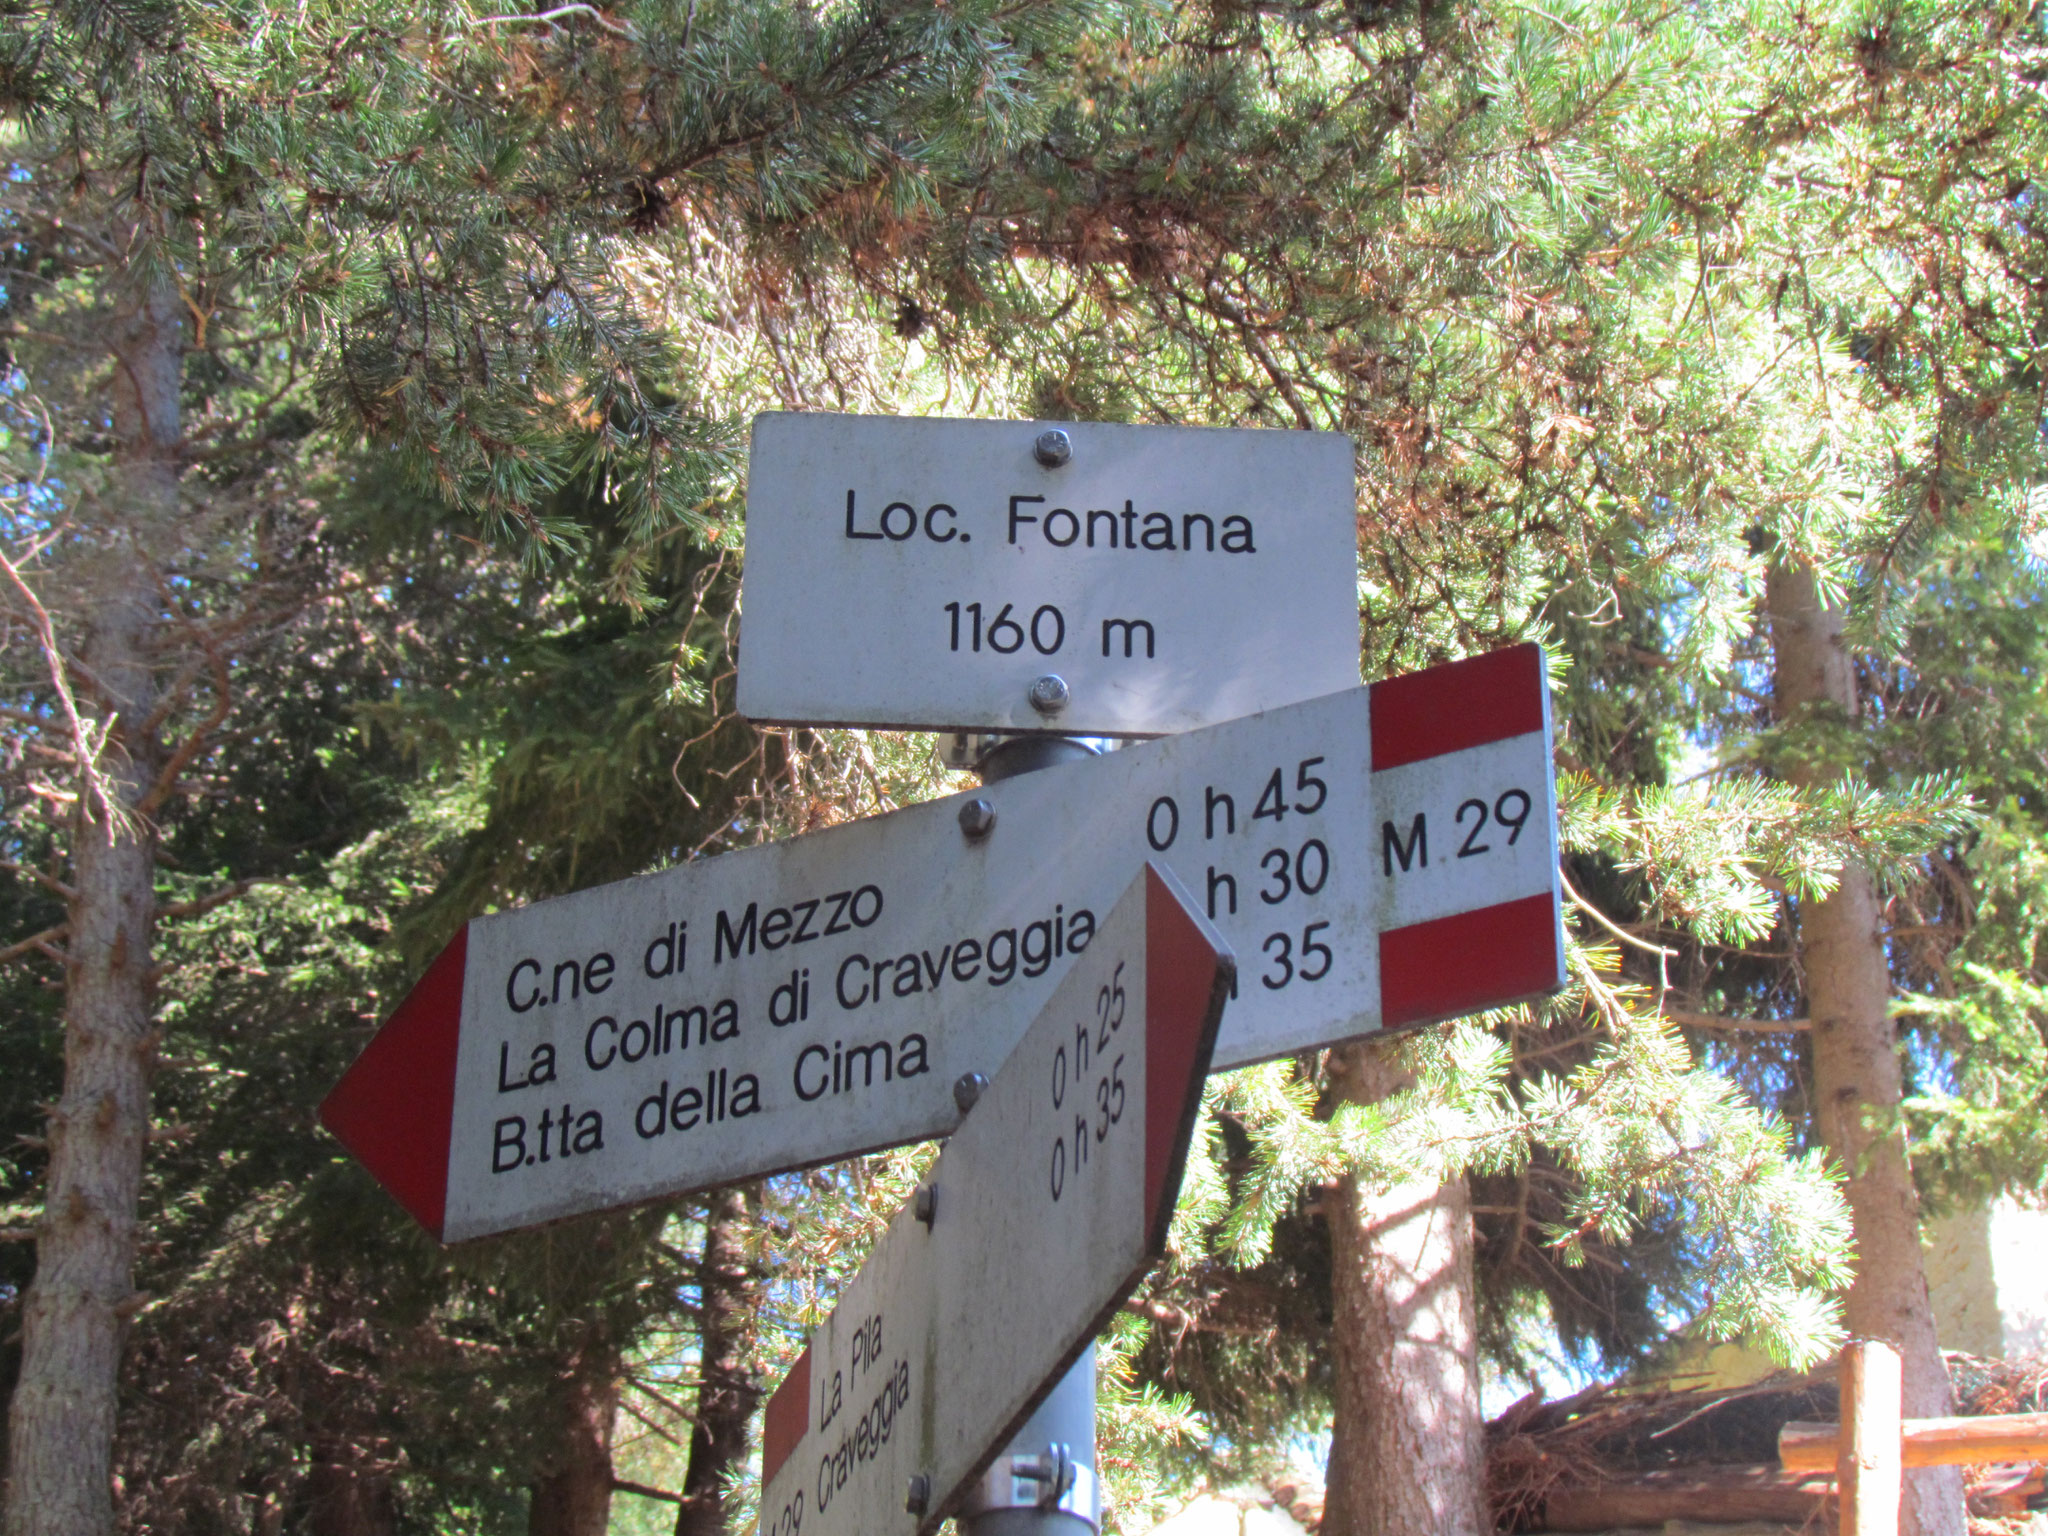 Loc. Fontana
1160 m
C.ne di Mezzo 0 h 45
La Colma di Craveggia h 30
B.tta della Cima 35
M 29
La Pila 0 h 25
Craveggia 0 h 35
29